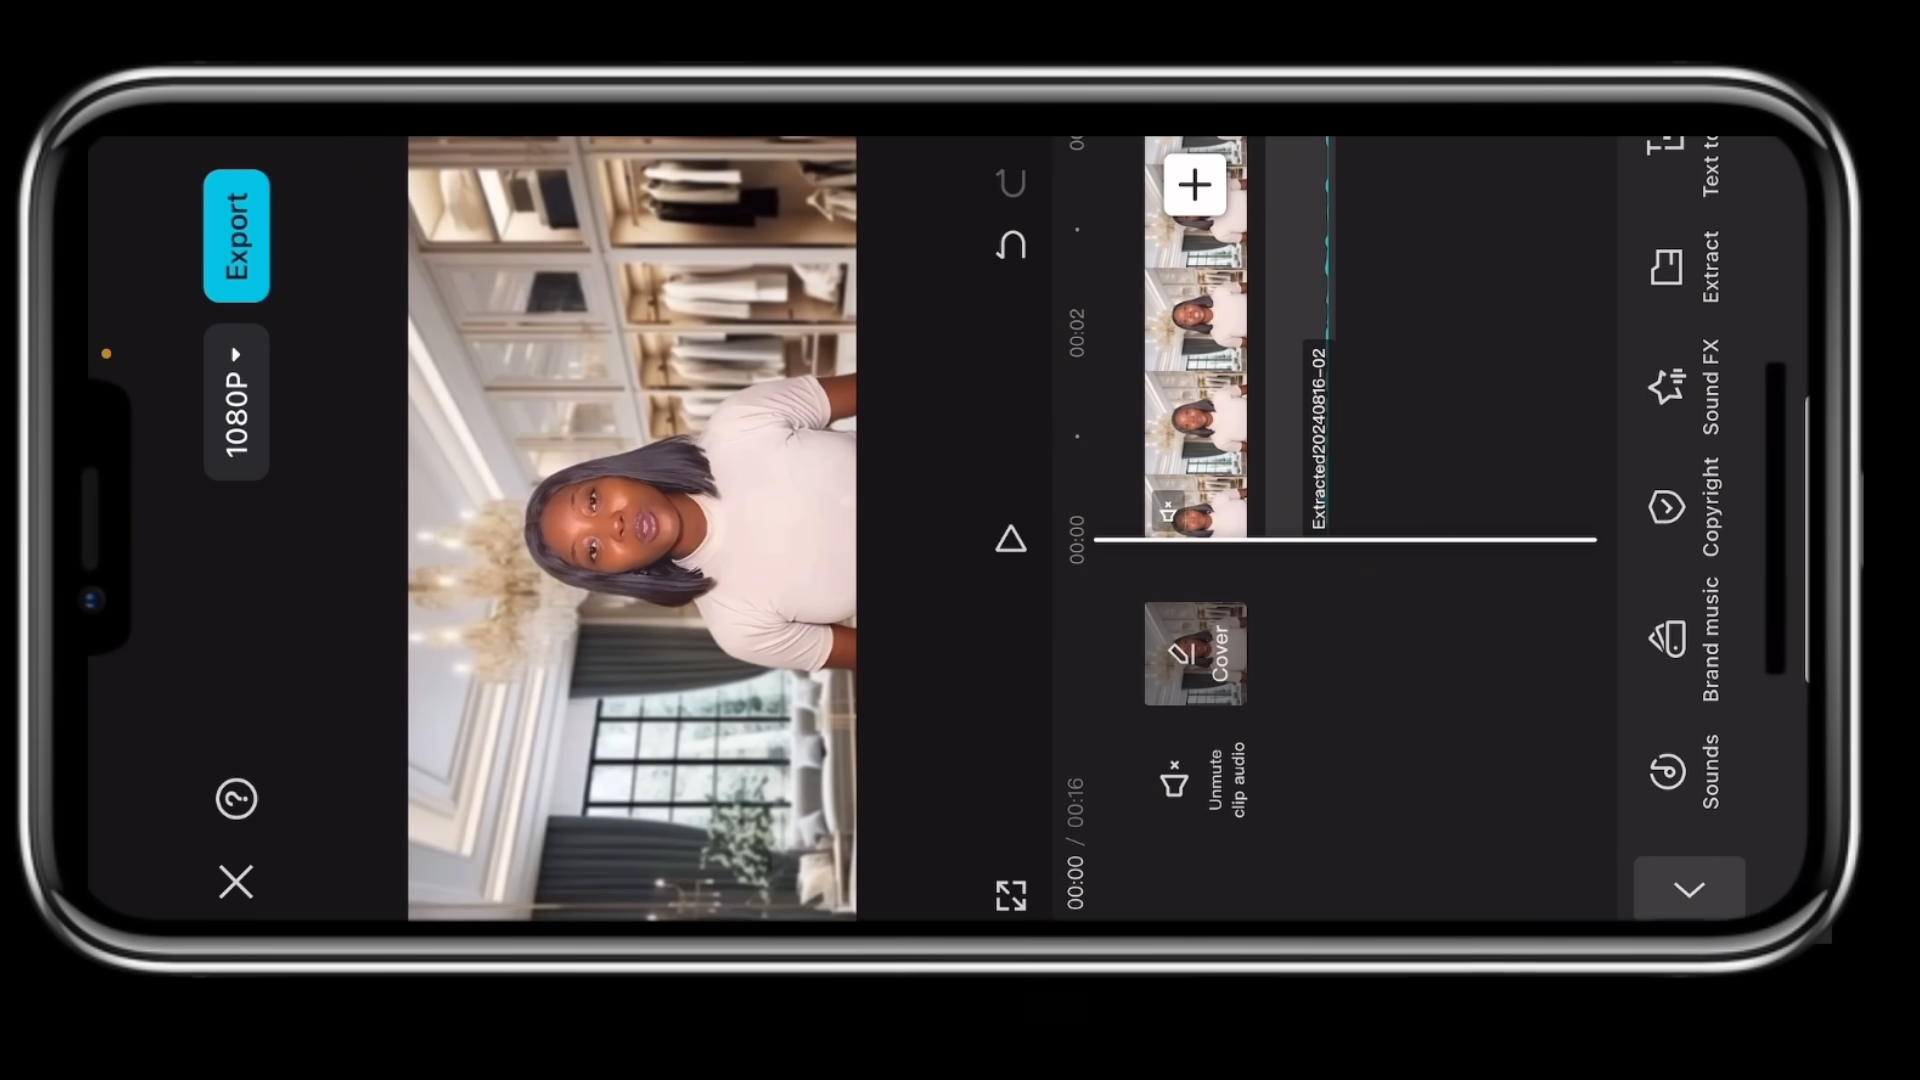 1080P
Export
00:00 / 00:16
00:00
00:02
Unmute
clip audio
Cover
Extracted20240816-02
Sounds
Brand music
Copyright
Sound FX
Extract
Text